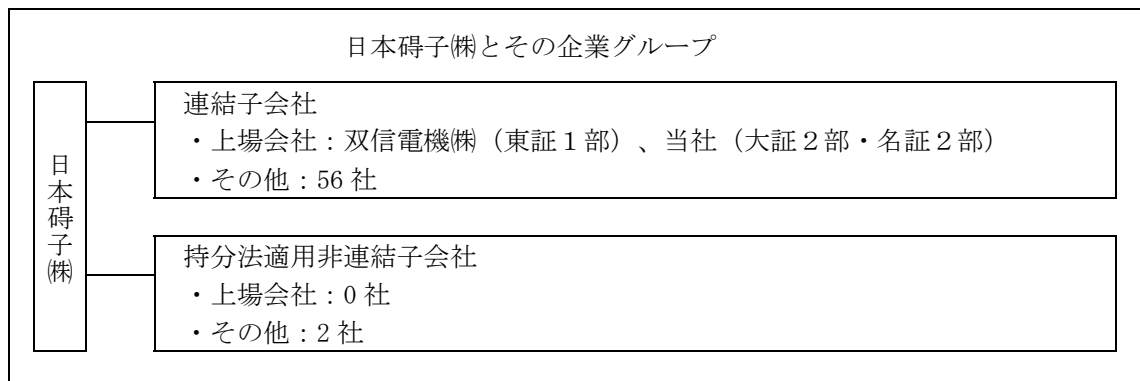 日本碍子㈱とその企業グループ
日本碍子㈱
連結子会社
・上場会社：双信電機㈱（東証１部）、当社（大証２部・名証２部）
・その他：56 社
持分法適用非連結子会社
・上場会社：0 社
・その他：2 社